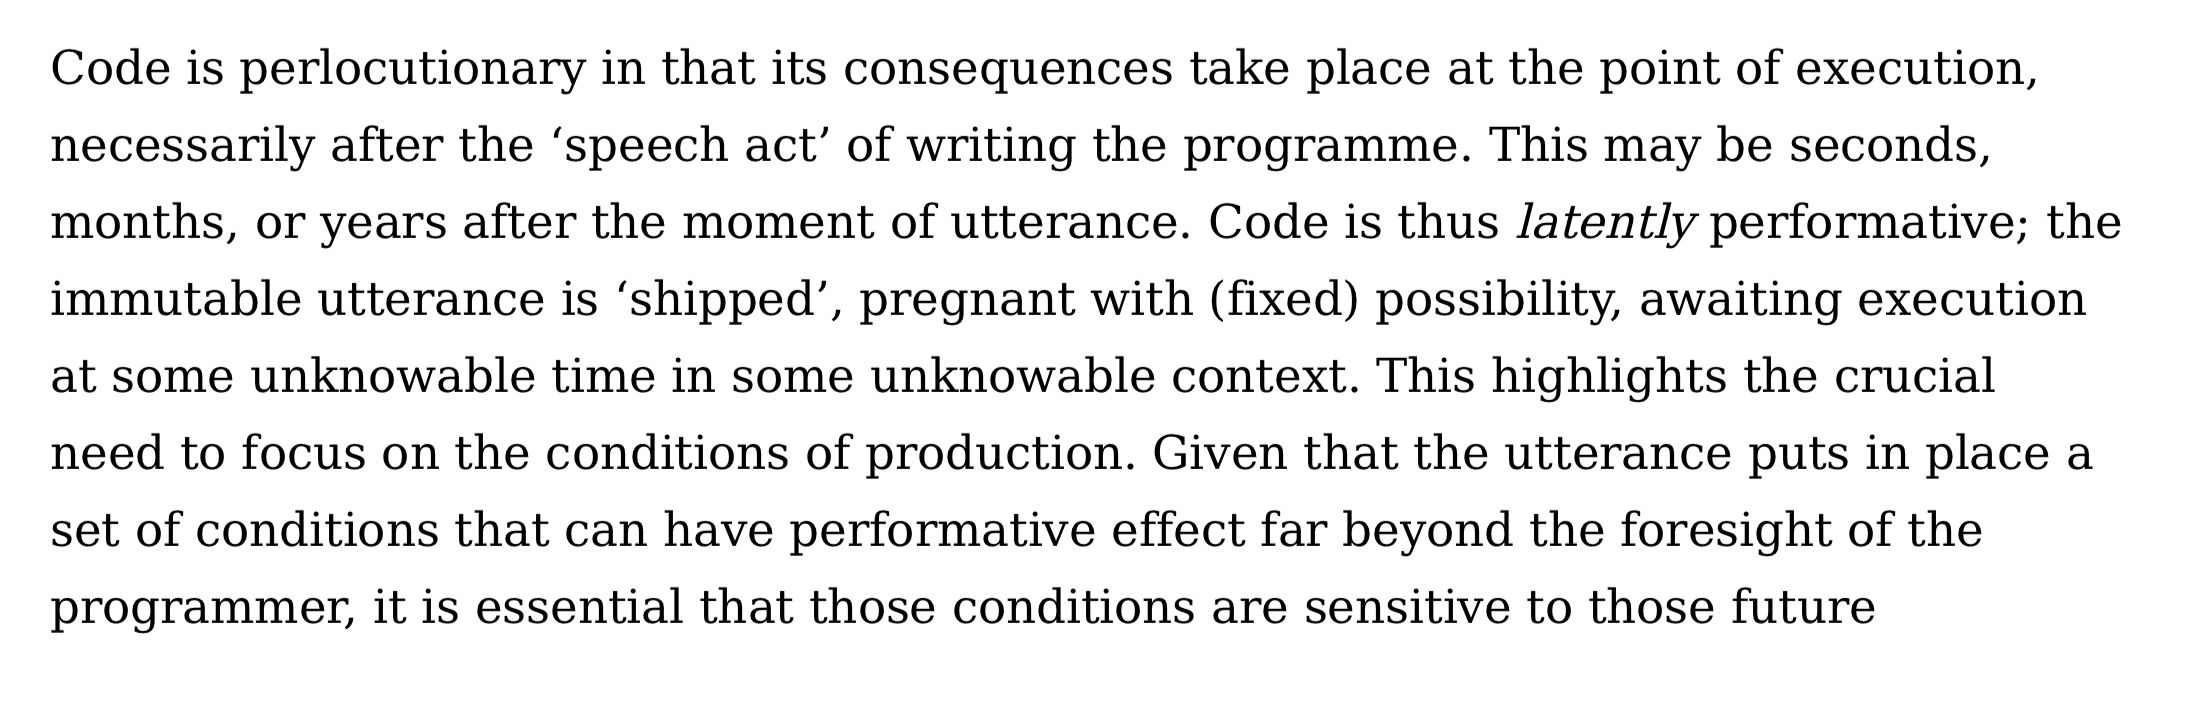 Code is perlocutionary in that its consequences take place at the point of execution,
necessarily after the ‘speech act’ of writing the programme. This may be seconds,
months, or years after the moment of utterance. Code is thus latently performative; the
immutable utterance is ‘shipped’, pregnant with (fixed) possibility, awaiting execution
at some unknowable time in some unknowable context. This highlights the crucial
need to focus on the conditions of production. Given that the utterance puts in place a
set of conditions that can have performative effect far beyond the foresight of the
programmer, it is essential that those conditions are sensitive to those future